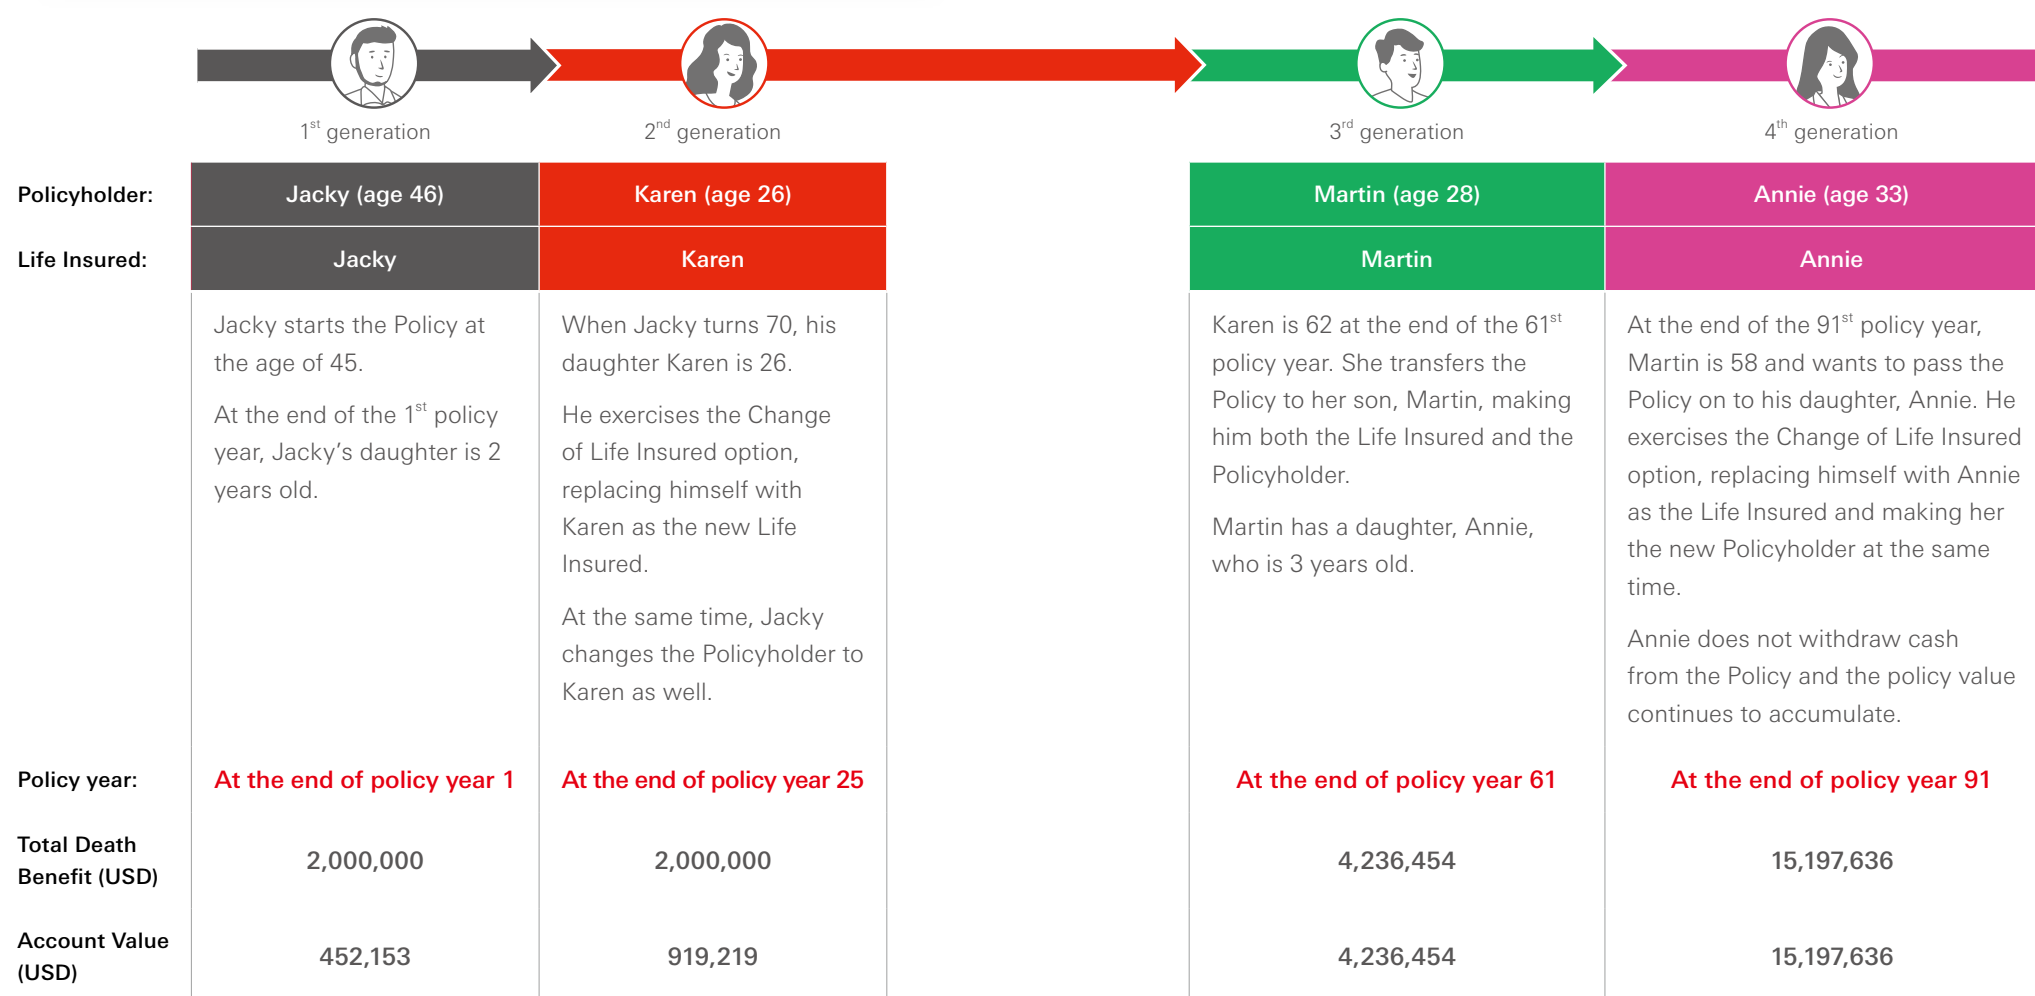 1st generation
2nd generation
3rd generation
4th generation
Policyholder:
Jacky (age 46)
Karen (age 26)
Martin (age 28)
Annie (age 33)
Life Insured:
Jacky
Karen
Martin
Annie
Jacky starts the Policy at
the age of 45.
At the end of the 1st policy
year, Jacky’s daughter is 2
years old.
When Jacky turns 70, his
daughter Karen is 26.
He exercises the Change
of Life Insured option,
replacing himself with
Karen as the new Life
Insured.
At the same time, Jacky
changes the Policyholder to
Karen as well.
Karen is 62 at the end of the 61st
policy year. She transfers the
Policy to her son, Martin, making
him both the Life Insured and the
Policyholder.
Martin has a daughter, Annie,
who is 3 years old.
At the end of the 91st policy year,
Martin is 58 and wants to pass the
Policy on to his daughter, Annie. He
exercises the Change of Life Insured
option, replacing himself with Annie
as the Life Insured and making her
the new Policyholder at the same
time.
Annie does not withdraw cash
from the Policy and the policy value
continues to accumulate.
Policy year:
At the end of policy year 1
At the end of policy year 25
At the end of policy year 61
At the end of policy year 91
Total Death
Benefit (USD)
2,000,000
2,000,000
4,236,454
15,197,636
Account Value
(USD)
452,153
919,219
4,236,454
15,197,636